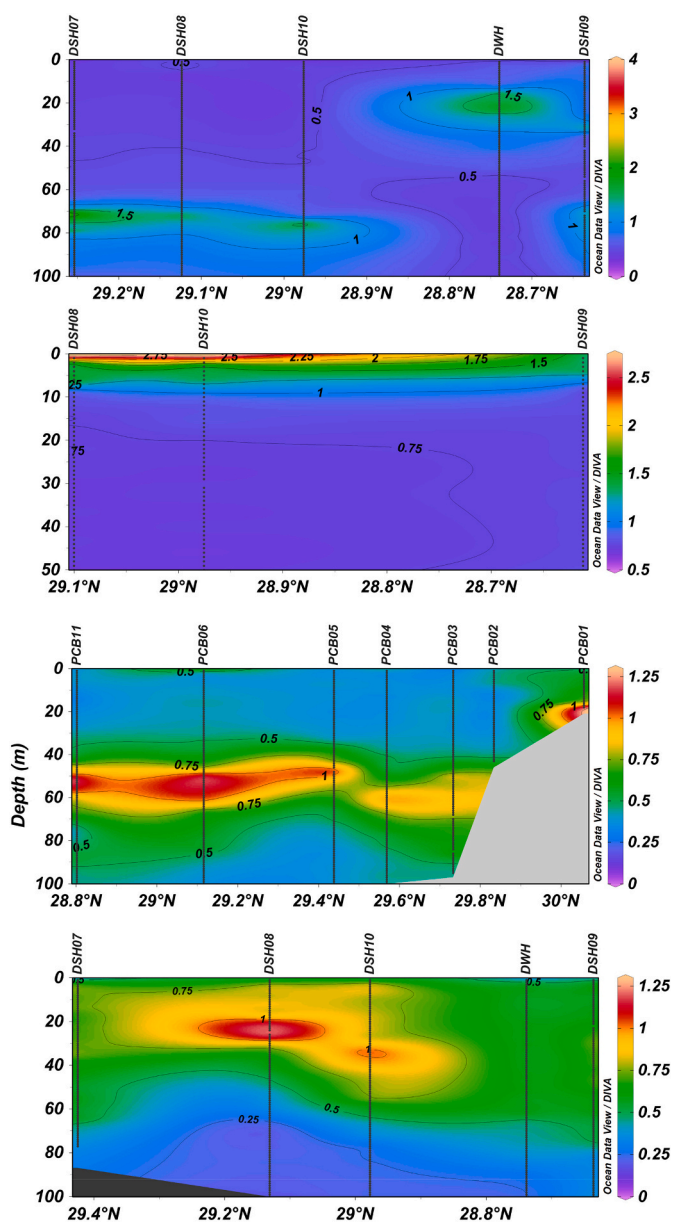 DSH07 DSH08 DSH10 DWH DSH09
0 0.5 4
20 1 1.5 3
40 0.5
60 0.5 2
80 1.5 1 1 1
100 0
29.2°N 29.1°N 29°N 28.9°N 28.8°N 28.7°N
Ocean Data View / DIVA
DSH08 DSH10 DSH09
0 2.75 2.5 2.25 2 1.75 1.5 2.5
10 25 1 2
20 75 0.75 1.5
30
40 1
50 0.5
29.1°N 29°N 28.9°N 28.8°N 28.7°N
Ocean Data View / DIVA
PCB11 PCB06 PCB05 PCB04 PCB03 PCB02 PCB01
0 0.5 1.25
20 0.75 1 1
40 0.5 0.75 1 0.75
60 0.75 0.5
80 0.5 0.5 0.25
100 0
28.8°N 29°N 29.2°N 29.4°N 29.6°N 29.8°N 30°N
Depth (m)
Ocean Data View / DIVA
DSH07 DSH08 DSH10 DWH DSH09
0 0.75 0.5 1.25
20 1 1
40 1 0.75
60 0.25 0.5 0.5
80 0.25
100 0
29.4°N 29.2°N 29°N 28.8°N
Ocean Data View / DIVA